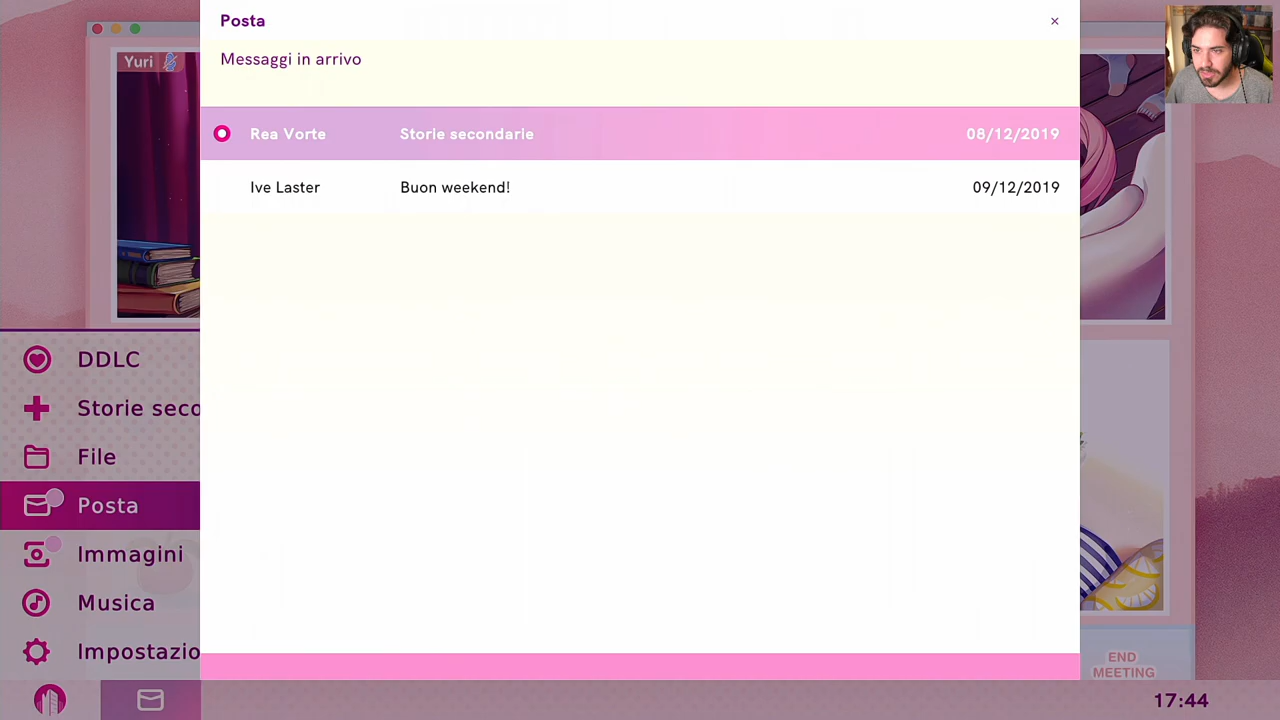 Posta
×
Messaggi in arrivo
Yuri
Rea Vorte Storie secondarie 08/12/2019
Ive Laster Buon weekend! 09/12/2019
DDLC
Storie seco
File
Posta
Immagini
Musica
Impostazio
END
MEETING
17:44